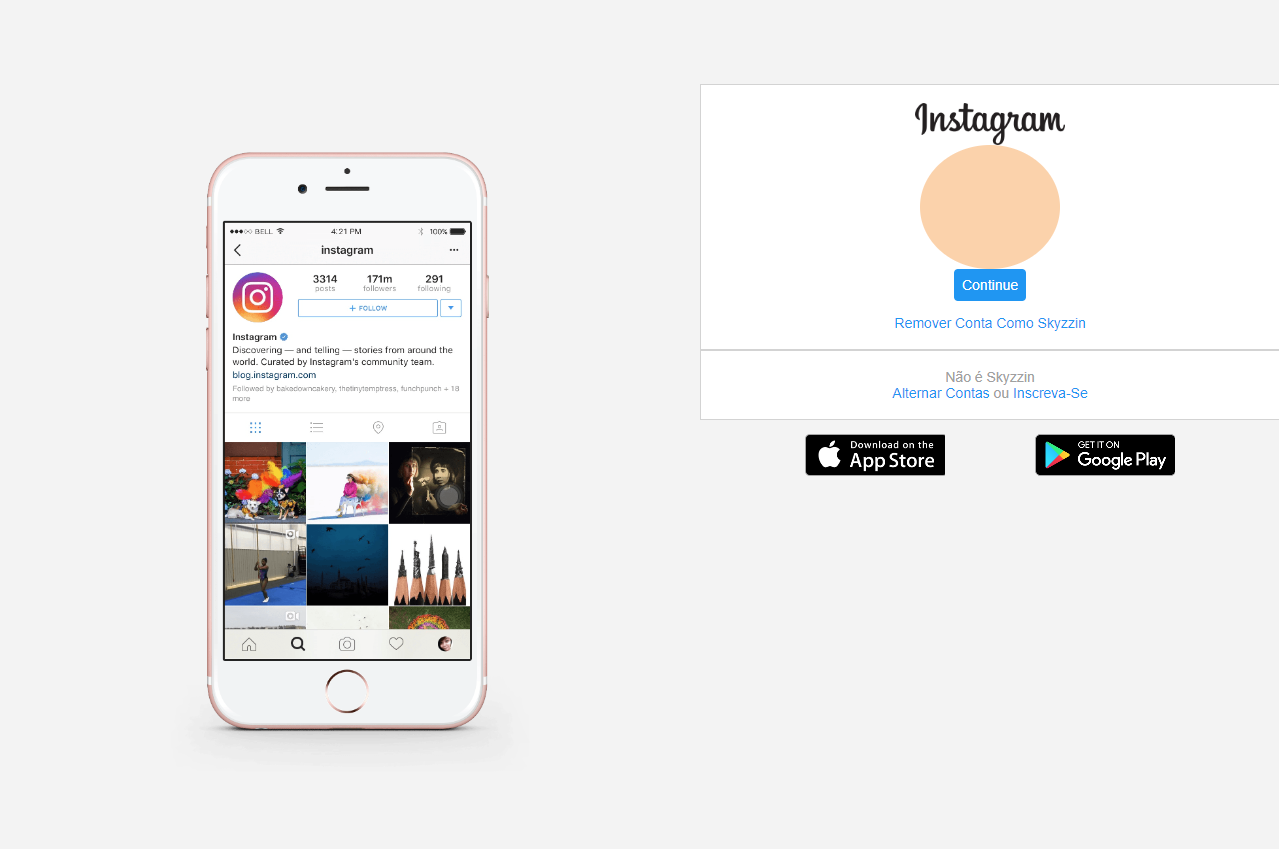 BELL
4:21 PM
100%
instagram
3314
171m
291
posts
followers
following
+ FOLLOW
Instagram
Discovering — and telling — stories from around the
world. Curated by Instagram's community team.
blog.instagram.com
Followed by bakedowncakery, thetinytemptress, funchpunch + 18
more
Instagram
Continue
Remover Conta Como Skyzzin
Não é Skyzzin
Alternar Contas ou Inscreva-Se
Download on the
App Store
GET IT ON
Google Play